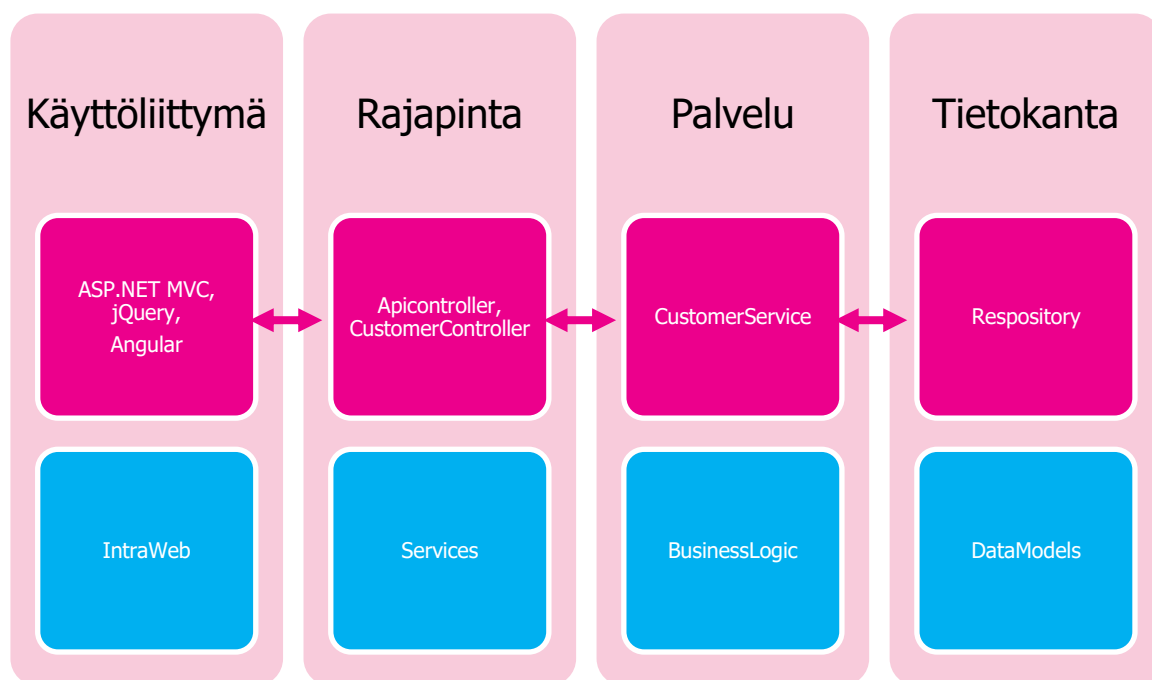 Käyttöliittymä
Rajapinta
Palvelu
Tietokanta
ASP.NET MVC,
jQuery,
Angular
Apicontroller,
CustomerController
CustomerService
Respository
IntraWeb
Services
BusinessLogic
DataModels